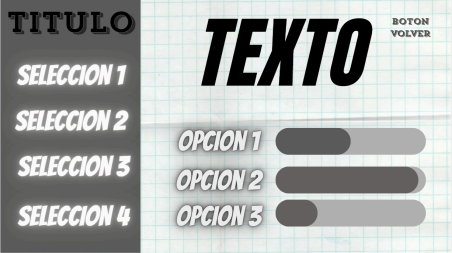 TITULO
SELECCION 1
SELECCION 2
SELECCION 3
SELECCION 4
TEXTO
BOTON
VOLVER
OPCION 1
OPCION 2
OPCION 3